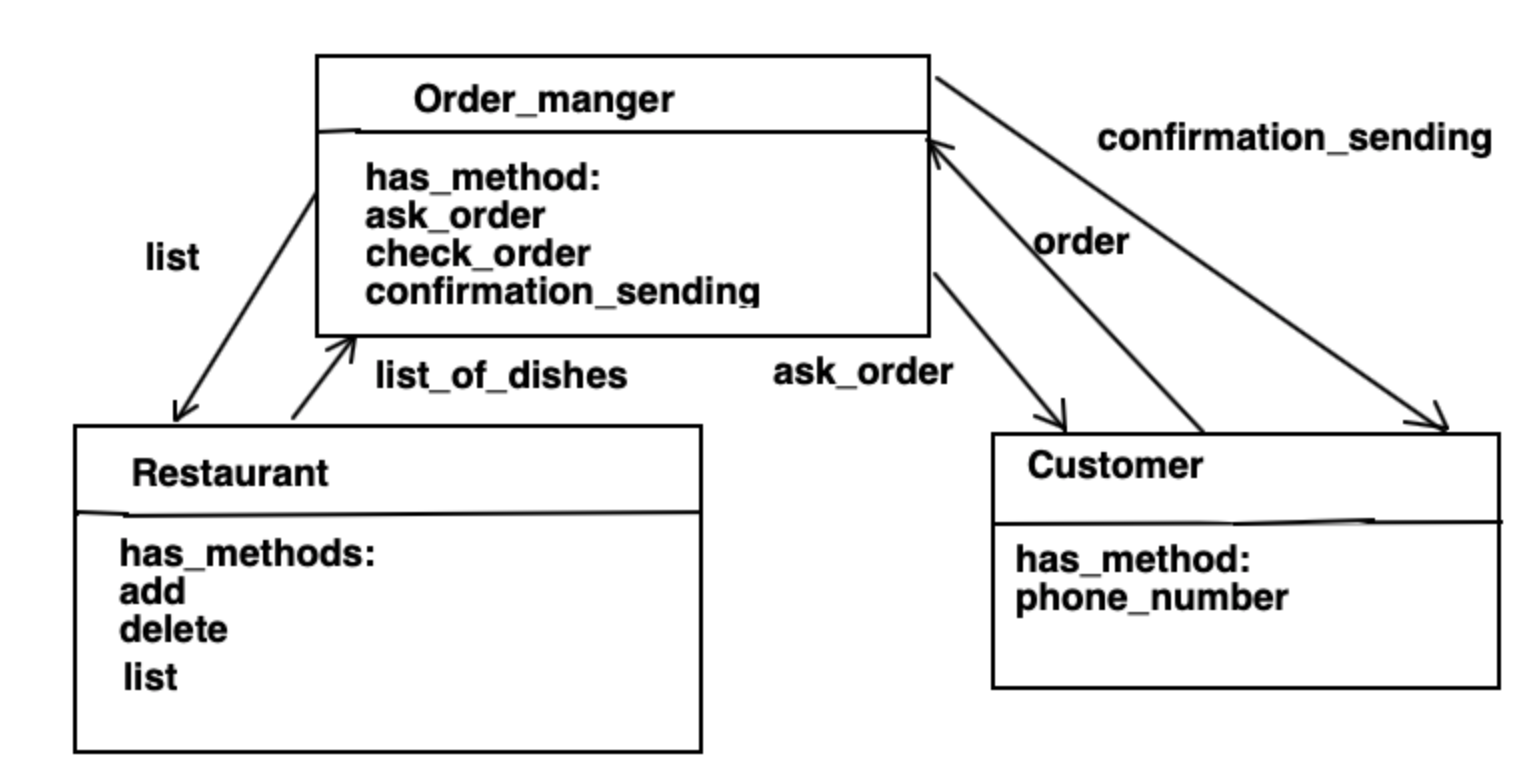 Order_manger
has_method:
ask_order
check_order
confirmation_sending
confirmation_sending
order
list
list_of_dishes
ask_order
Restaurant
has_methods:
add
delete
list
Customer
has_method:
phone_number